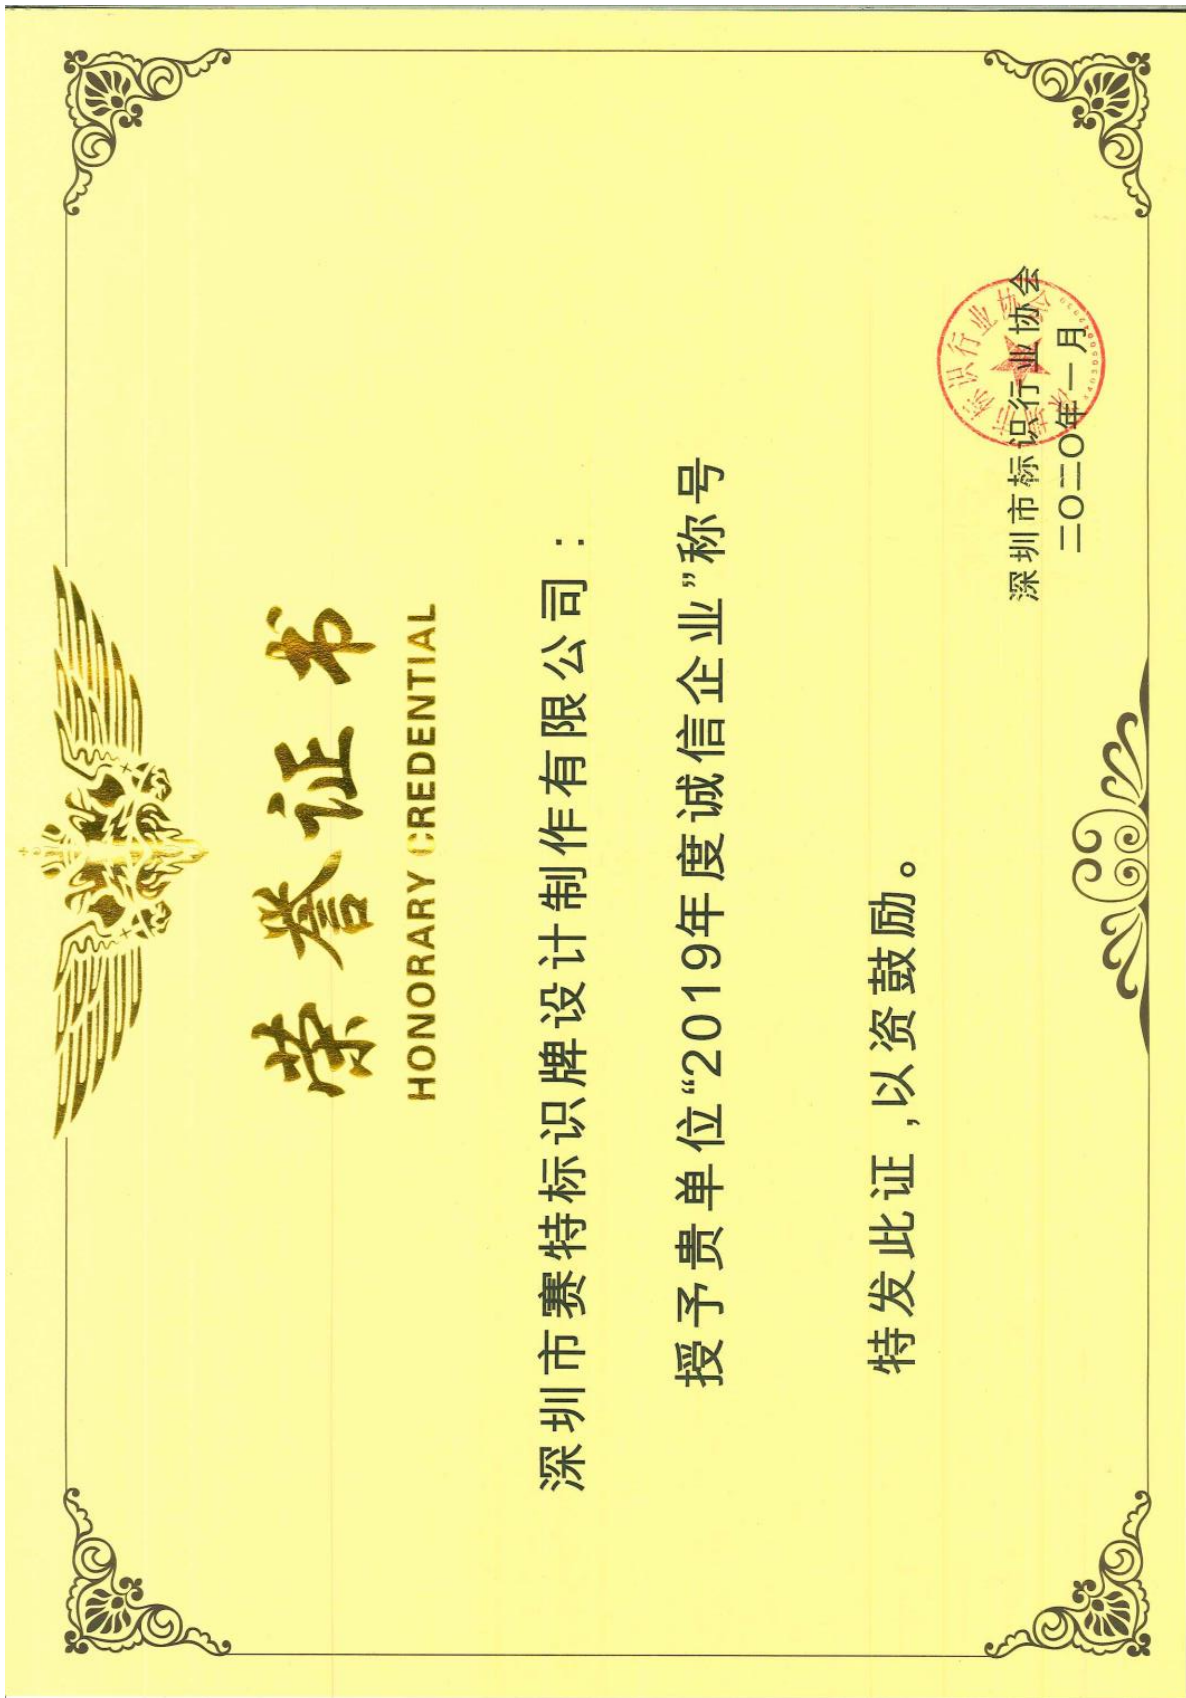 荣誉证书
HONORARY CREDENTIAL
深圳市赛特标识牌设计制作有限公司：
授予贵单位“2019年度诚信企业”称号
特发此证，以资鼓励。
深圳市标识行业协会
二〇二〇年一月